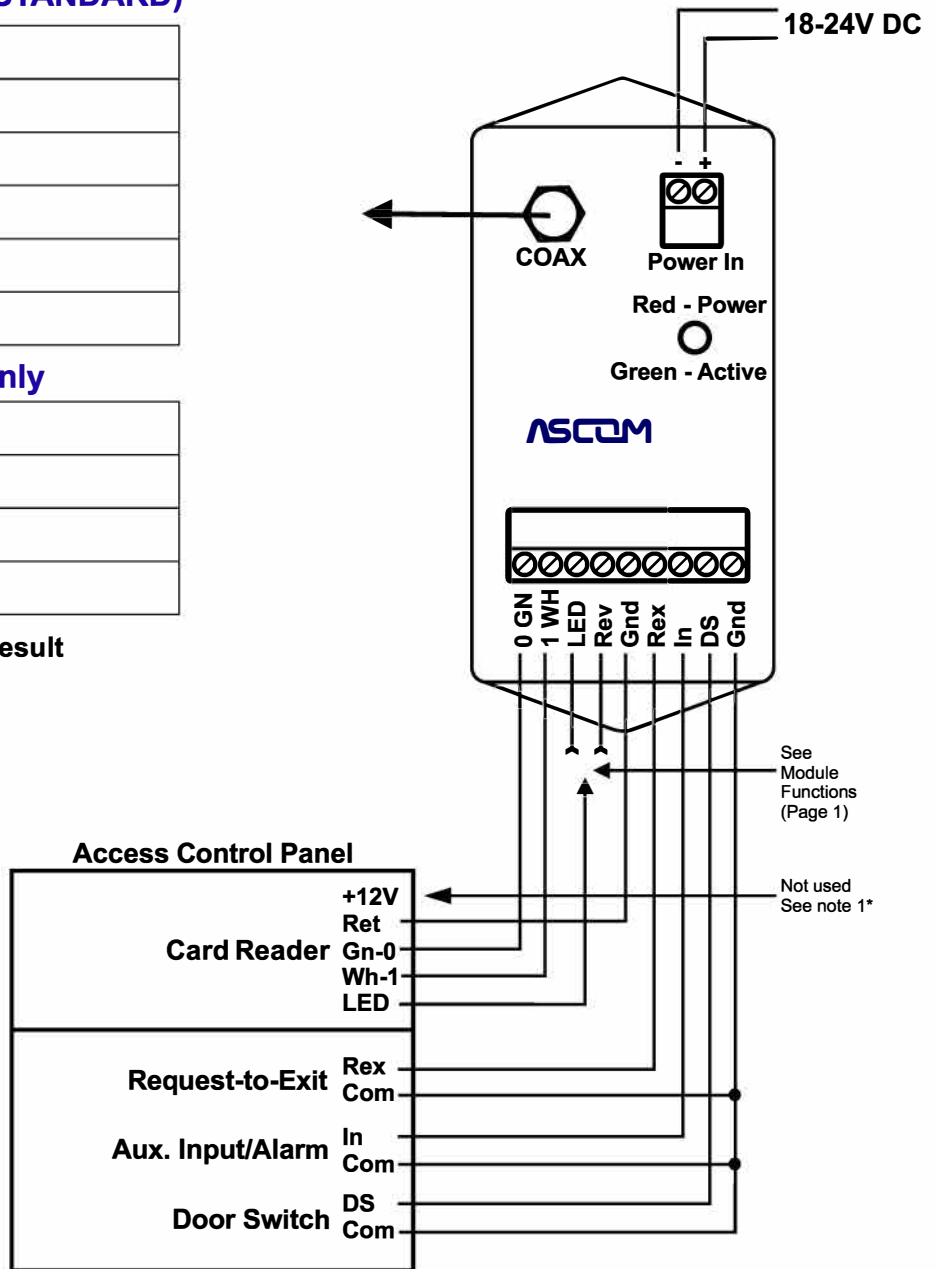 STANDARD)
nly
esult
18-24V DC
- +
COAX
Power In
Red - Power
Green - Active
ASCOM
0 GN
1 WH
LED
Rev
Gnd
Rex
In
DS
Gnd
See
Module
Functions
(Page 1)
Not used
See note 1*
Access Control Panel
+12V
Ret
Card Reader Gn-0
Wh-1
LED
Request-to-Exit Rex
Com
Aux. Input/Alarm In
Com
Door Switch DS
Com